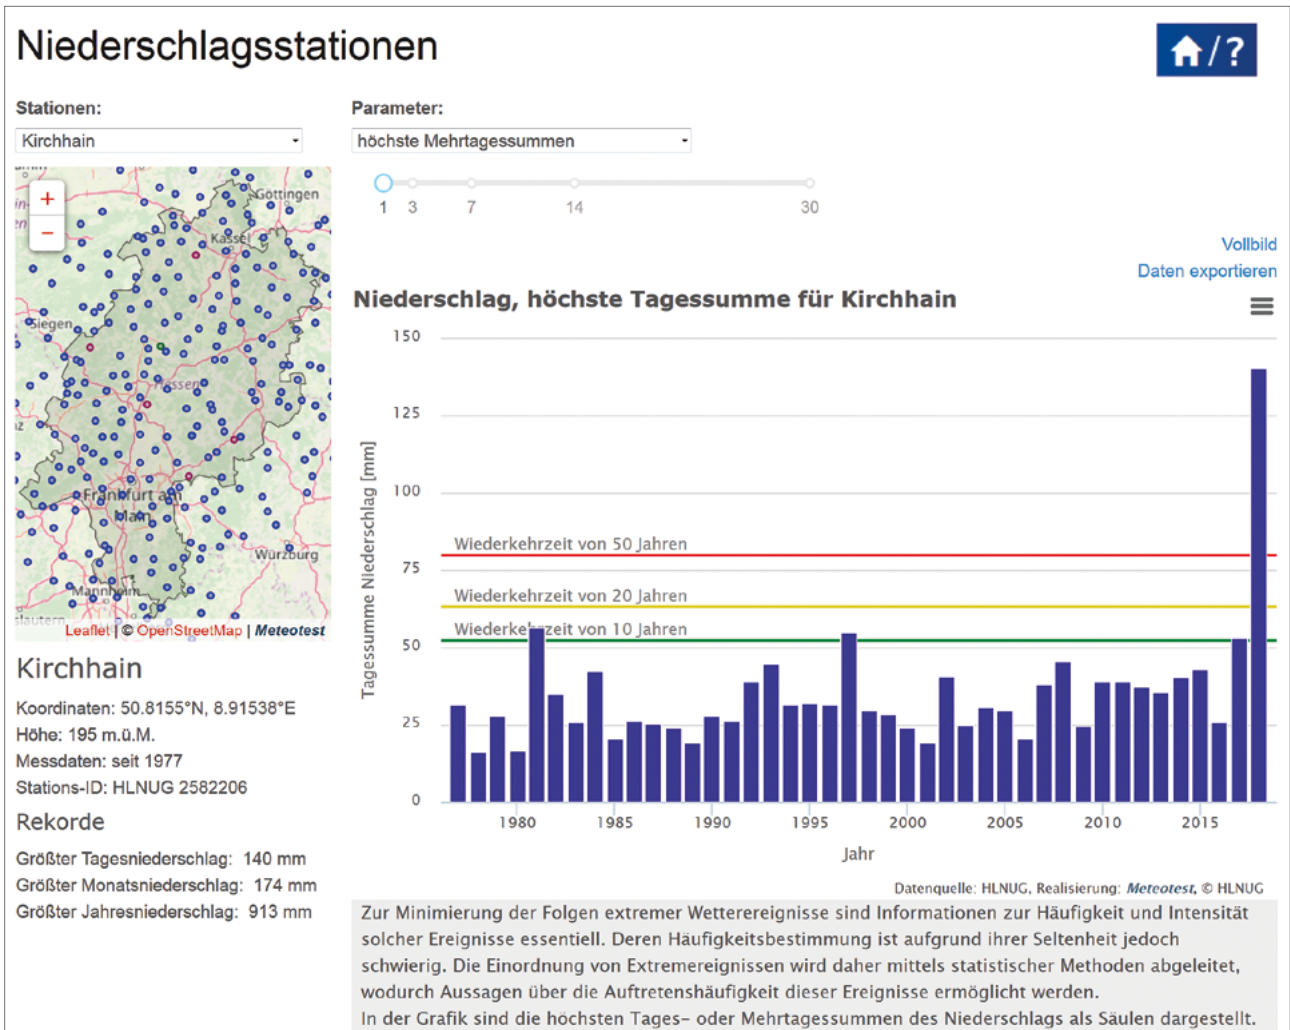 Niederschlagsstationen
/?
Stationen:
Kirchhain
Parameter:
höchste Mehrtagessummen
1 3 7 14 30
Vollbild
Daten exportieren
+
−
Göttingen
Kassel
Siegen
Hessen
Frankfurt am
Main
Würzburg
Mannheim
Leaflet | © OpenStreetMap | Meteotest
Niederschlag, höchste Tagessumme für Kirchhain
150
125
100
75
50
25
0
Tagessumme Niederschlag [mm]
Wiederkehrzeit von 50 Jahren
Wiederkehrzeit von 20 Jahren
Wiederkehrzeit von 10 Jahren
1980 1985 1990 1995 2000 2005 2010 2015
Jahr
Datenquelle: HLNUG, Realisierung: Meteotest, © HLNUG
Kirchhain
Koordinaten: 50.8155°N, 8.91538°E
Höhe: 195 m.ü.M.
Messdaten: seit 1977
Stations-ID: HLNUG 2582206
Rekorde
Größter Tagesniederschlag: 140 mm
Größter Monatsniederschlag: 174 mm
Größter Jahresniederschlag: 913 mm
Zur Minimierung der Folgen extremer Wetterereignisse sind Informationen zur Häufigkeit und Intensität
solcher Ereignisse essentiell. Deren Häufigkeitsbestimmung ist aufgrund ihrer Seltenheit jedoch
schwierig. Die Einordnung von Extremereignissen wird daher mittels statistischer Methoden abgeleitet,
wodurch Aussagen über die Auftretenshäufigkeit dieser Ereignisse ermöglicht werden.
In der Grafik sind die höchsten Tages- oder Mehrtagessummen des Niederschlags als Säulen dargestellt.